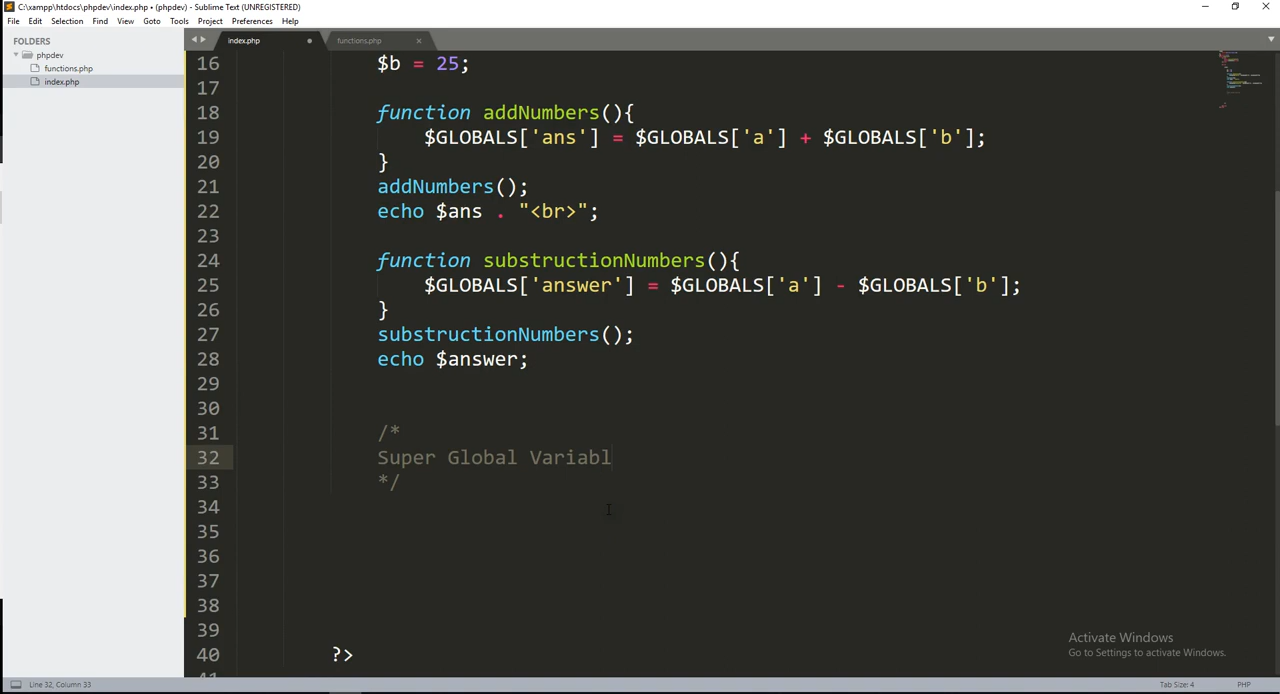 C:\xampp\htdocs\phpdev\index.php • (phpdev) - Sublime Text (UNREGISTERED)
File Edit Selection Find View Goto Tools Project Preferences Help
FOLDERS
phpdev
functions.php
index.php
index.php functions.php
16 $b = 25;
17
18 function addNumbers(){
19 $GLOBALS['ans'] = $GLOBALS['a'] + $GLOBALS['b'];
20 }
21 addNumbers();
22 echo $ans . "<br>";
23
24 function substructionNumbers(){
25 $GLOBALS['answer'] = $GLOBALS['a'] - $GLOBALS['b'];
26 }
27 substructionNumbers();
28 echo $answer;
29
30
31 /*
32 Super Global Variabl
33 */
34
35
36
37
38
39
40 ?>
Activate Windows
Go to Settings to activate Windows.
Line 32, Column 33 Tab Size: 4 PHP